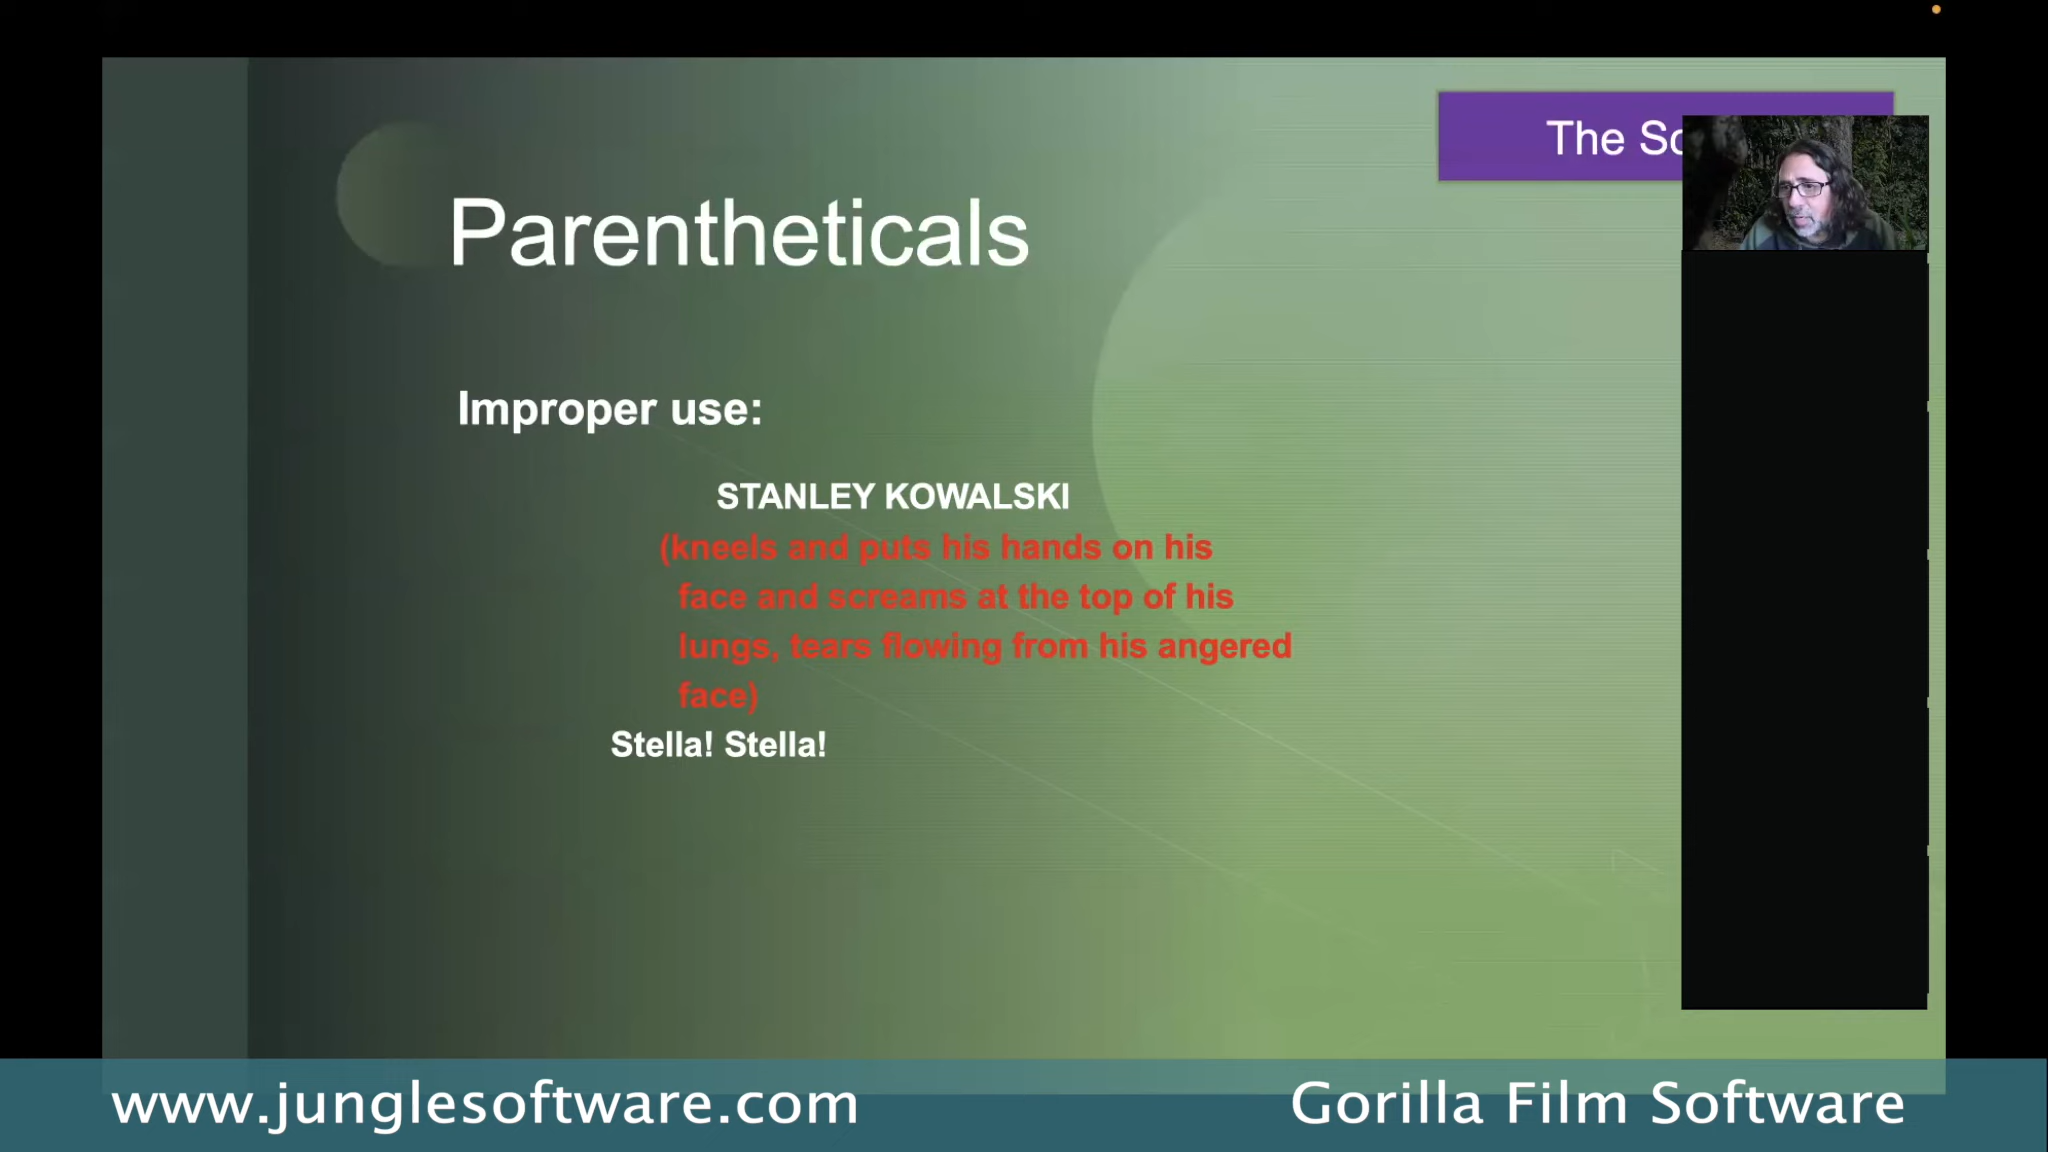 The
Parentheticals
Improper use:
STANLEY KOWALSKI
(kneels and puts his hands on his
face and screams at the top of his
lungs, tears flowing from his angered
face)
Stella! Stella!
www.junglesoftware.com
Gorilla Film Software